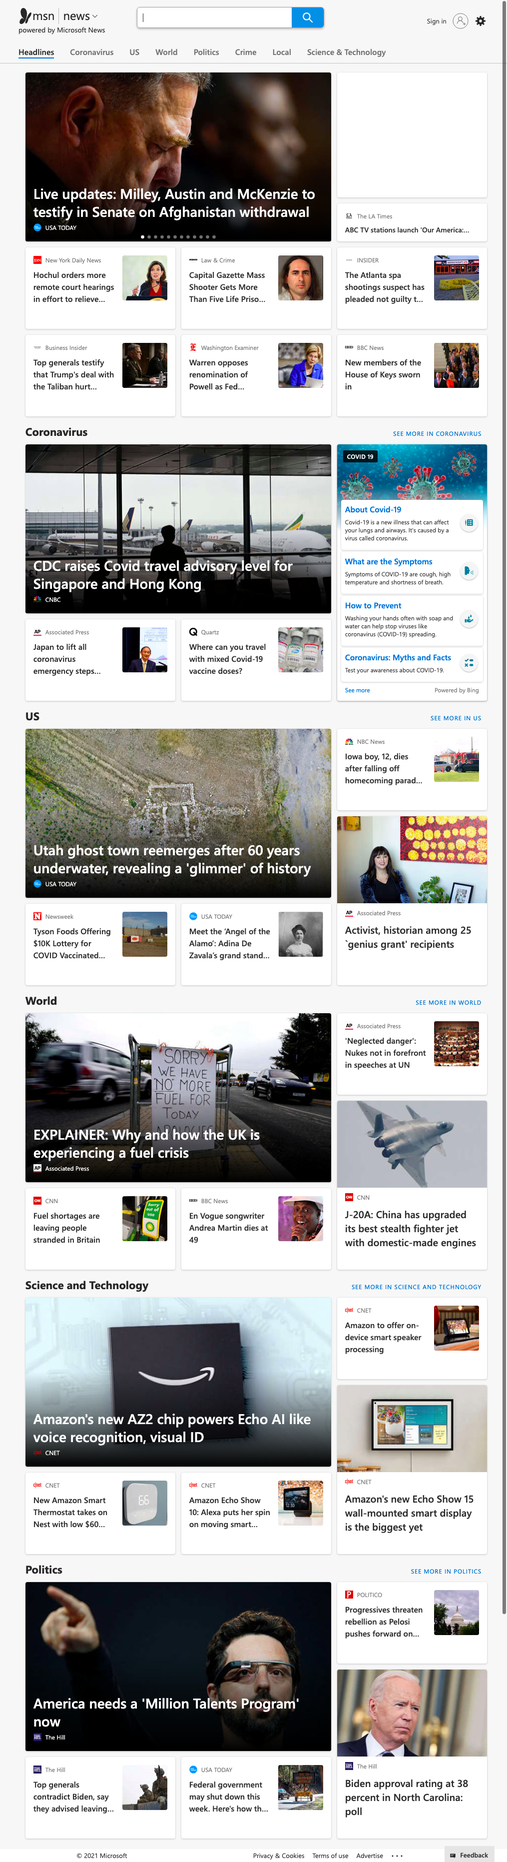 msn | news
powered by Microsoft News
Sign in
Headlines Coronavirus US World Politics Crime Local Science & Technology
Live updates: Milley, Austin and McKenzie to
testify in Senate on Afghanistan withdrawal
USA TODAY
The LA Times
ABC TV stations launch 'Our America:...
New York Daily News
Hochul orders more
remote court hearings
in effort to relieve...
Law & Crime
Capital Gazette Mass
Shooter Gets More
Than Five Life Priso...
INSIDER
The Atlanta spa
shootings suspect has
pleaded not guilty t...
Business Insider
Top generals testify
that Trump's deal with
the Taliban hurt...
Washington Examiner
Warren opposes
renomination of
Powell as Fed...
BBC News
New members of the
House of Keys sworn
in
Coronavirus
SEE MORE IN CORONAVIRUS
CDC raises Covid travel advisory level for
Singapore and Hong Kong
CNBC
COVID 19
About Covid-19
Covid-19 is a new illness that can affect
your lungs and airways. It's caused by a
virus called coronavirus.
What are the Symptoms
Symptoms of COVID-19 are cough, high
temperature and shortness of breath.
How to Prevent
Washing your hands often with soap and
water can help stop viruses like
coronavirus (COVID-19) spreading.
Coronavirus: Myths and Facts
Test your awareness about COVID-19.
See more
Powered by Bing
AP Associated Press
Japan to lift all
coronavirus
emergency steps...
Quartz
Where can you travel
with mixed Covid-19
vaccine doses?
US
SEE MORE IN US
Utah ghost town reemerges after 60 years
underwater, revealing a 'glimmer' of history
USA TODAY
NBC News
Iowa boy, 12, dies
after falling off
homecoming parad...
AP Associated Press
Activist, historian among 25
`genius grant' recipients
Newsweek
Tyson Foods Offering
$10K Lottery for
COVID Vaccinated...
USA TODAY
Meet the 'Angel of the
Alamo': Adina De
Zavala's grand stand...
World
SEE MORE IN WORLD
SORRY
WE HAVE
NO MORE
FUEL FOR
TODAY
EXPLAINER: Why and how the UK is
experiencing a fuel crisis
AP Associated Press
AP Associated Press
'Neglected danger':
Nukes not in forefront
in speeches at UN
CNN
J-20A: China has upgraded
its best stealth fighter jet
with domestic-made engines
CNN
Fuel shortages are
leaving people
stranded in Britain
BBC News
En Vogue songwriter
Andrea Martin dies at
49
Science and Technology
SEE MORE IN SCIENCE AND TECHNOLOGY
Amazon's new AZ2 chip powers Echo AI like
voice recognition, visual ID
CNET
CNET
Amazon to offer on-
device smart speaker
processing
CNET
Amazon's new Echo Show 15
wall-mounted smart display
is the biggest yet
CNET
New Amazon Smart
Thermostat takes on
Nest with low $60...
CNET
Amazon Echo Show
10: Alexa puts her spin
on moving smart...
Politics
SEE MORE IN POLITICS
America needs a 'Million Talents Program'
now
The Hill
POLITICO
Progressives threaten
rebellion as Pelosi
pushes forward on...
The Hill
Biden approval rating at 38
percent in North Carolina:
poll
The Hill
Top generals
contradict Biden, say
they advised leaving...
USA TODAY
Federal government
may shut down this
week. Here's how th...
© 2021 Microsoft
Privacy & Cookies Terms of use Advertise ...
Feedback